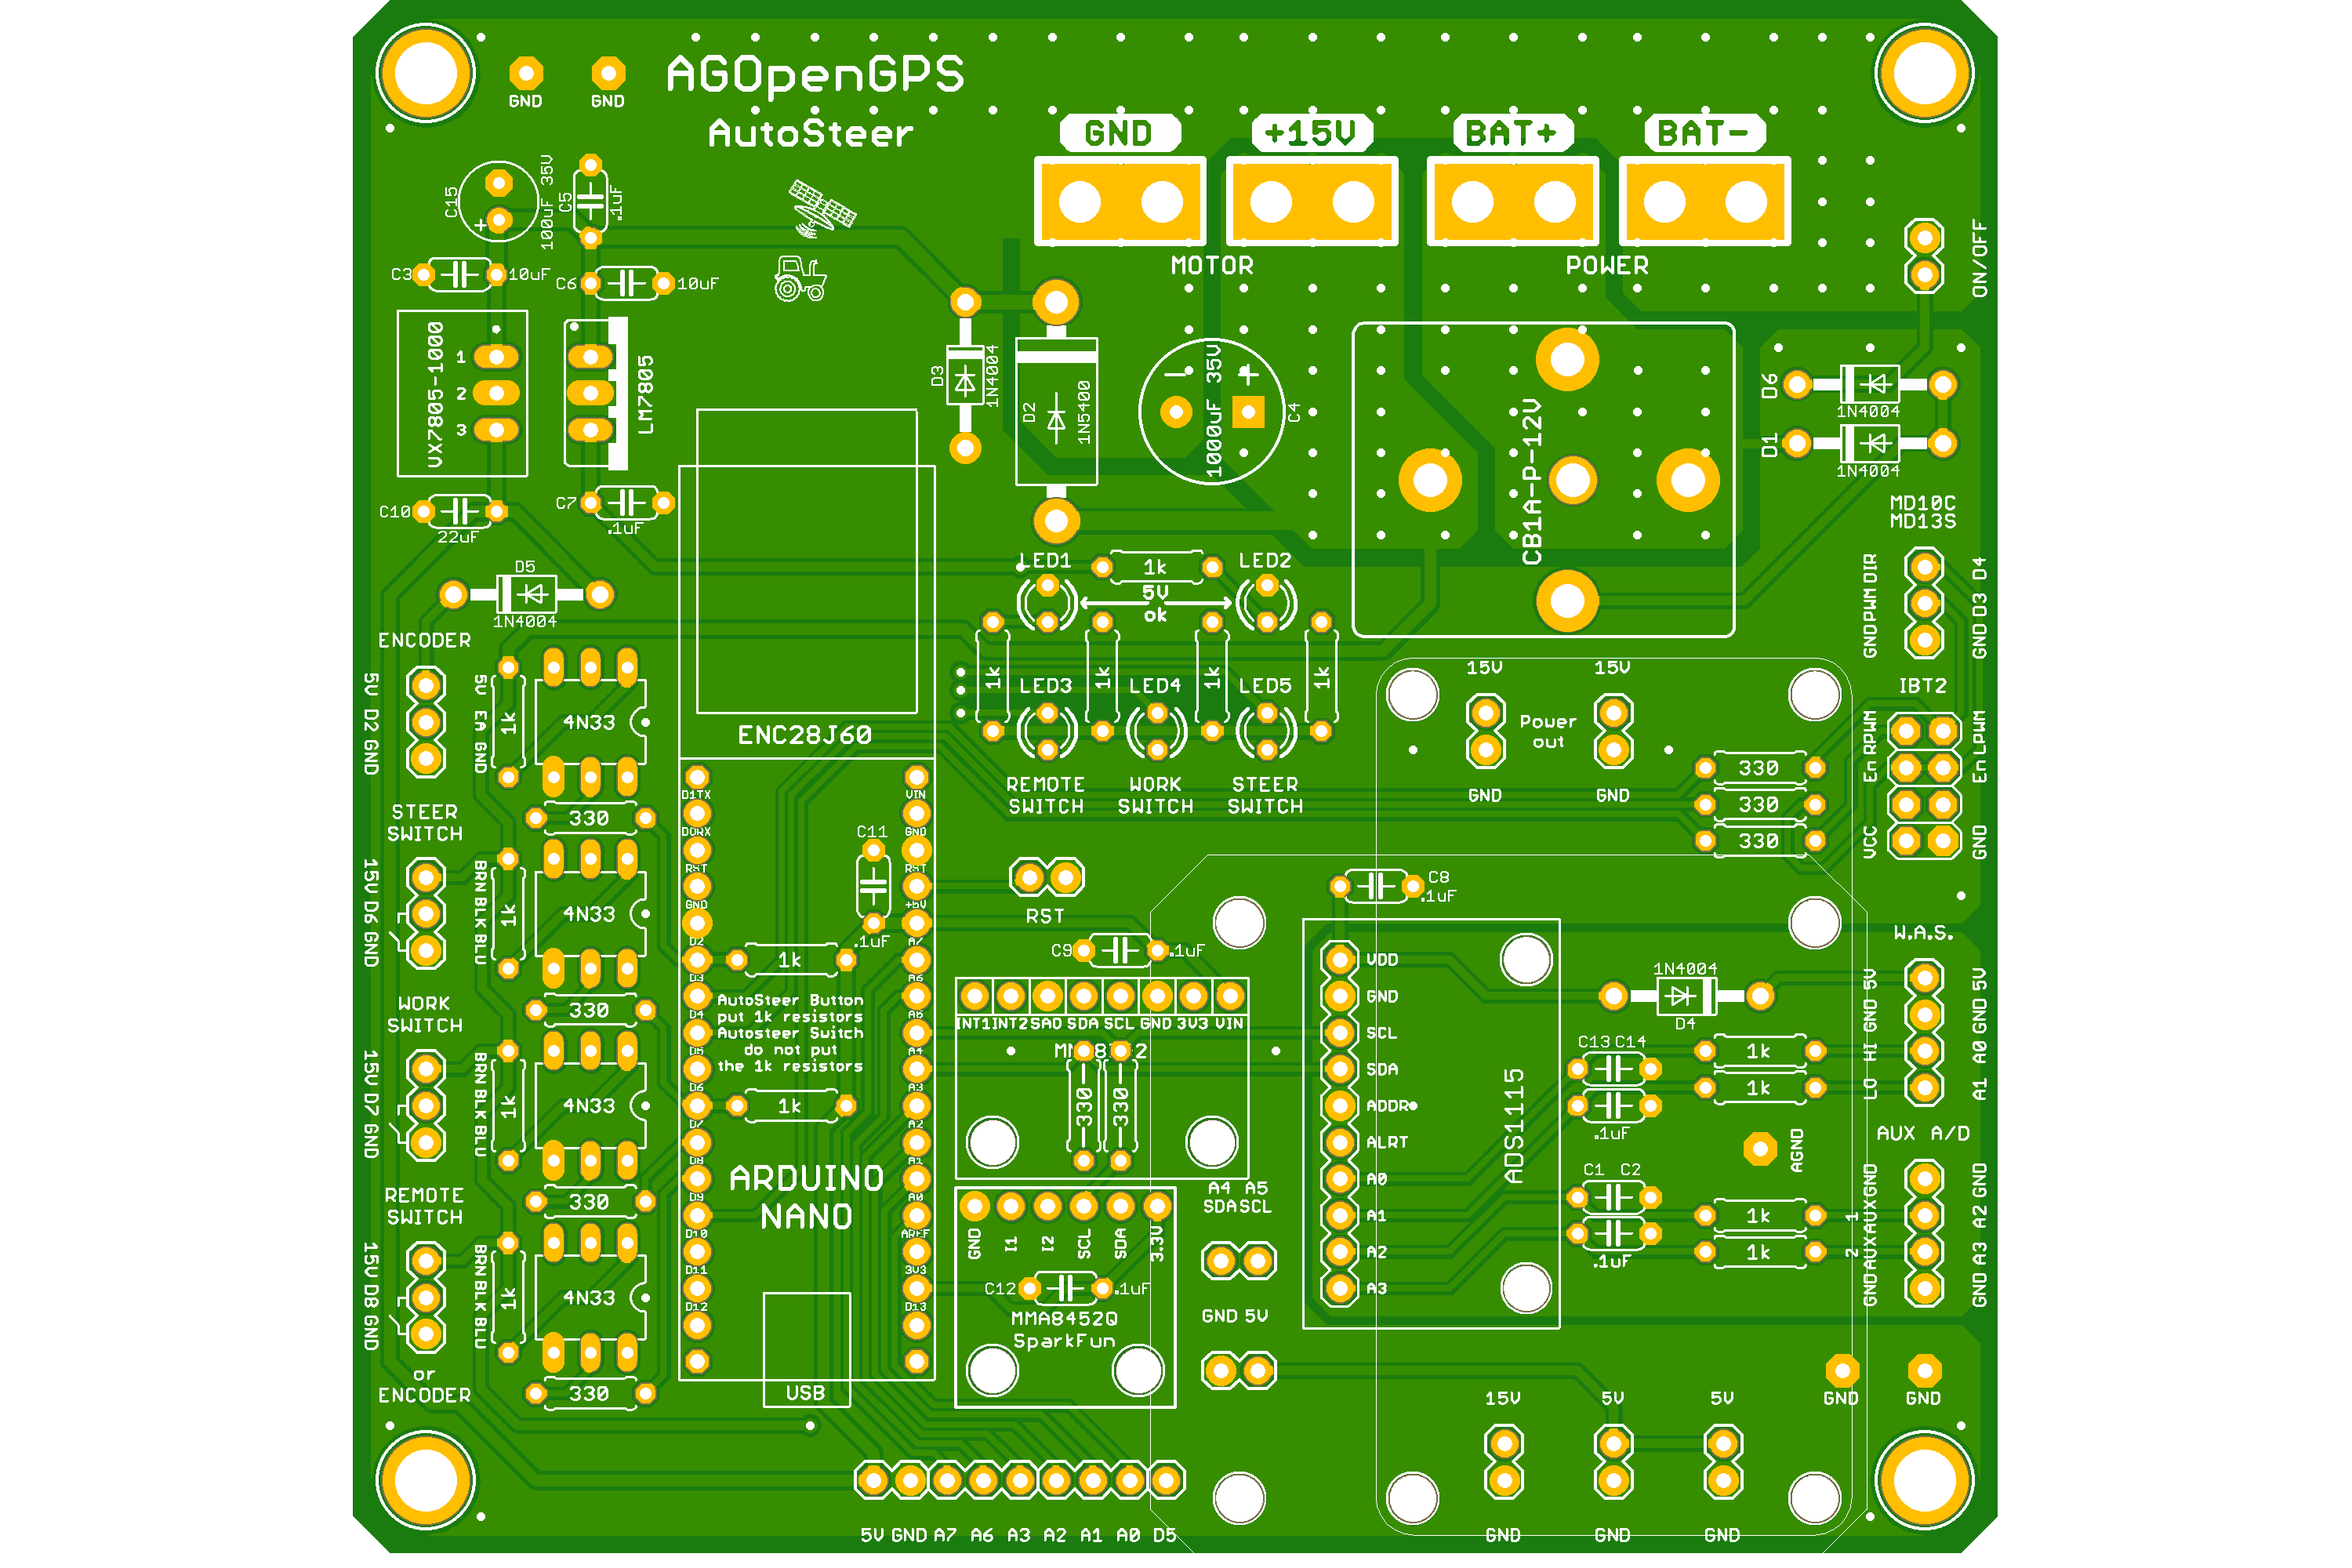 AGOpenGPS
AutoSteer
GND
GND
GND
+15V
BAT+
BAT-
MOTOR
POWER
ON/OFF
C15
100uF 35V
C5
.1uF
C3
10uF
C6
10uF
VX7805-1000
1
2
3
LM7805
C10
22uF
C7
.1uF
D5
1N4004
D3
1N4004
D2
1N5400
1000uF 35V
C4
CB1A-P-12V
D6
1N4004
D1
1N4004
MD10C
MD13S
GND PWM DIR
GND D3 D4
LED1
1k
LED2
5V
ok
1k
1k
1k
1k
LED3
LED4
LED5
REMOTE
SWITCH
WORK
SWITCH
STEER
SWITCH
15V
15V
Power
out
GND
GND
IBT2
En RPWM
En LPWM
VCC
GND
330
330
330
ENCODER
5V D2 GND
5V EA GND
1k
4N33
330
STEER
SWITCH
15V D6 GND
BRN BLK BLU
1k
4N33
330
WORK
SWITCH
15V D7 GND
BRN BLK BLU
1k
4N33
330
REMOTE
SWITCH
15V D8 GND
BRN BLK BLU
1k
4N33
330
or
ENCODER
ENC28J60
D1TX
VIN
DORX
GND
RST
RST
GND
+5V
D2
A7
D3
A6
D4
A5
D5
A4
D6
A3
D7
A2
D8
A1
D9
A0
D10
AREF
D11
3V3
D12
D13
C11
.1uF
1k
AutoSteer Button
put 1k resistors
Autosteer Switch
do not put
the 1k resistors
1k
ARDUINO
NANO
USB
RST
C9
.1uF
INT1 INT2 SAO SDA SCL GND 3V3 VIN
330
330
A4 A5
SDA SCL
GND I1 I2 SCL SDA 3.3V
C12
.1uF
MMA8452Q
SparkFun
GND 5V
C8
.1uF
VDD
GND
SCL
SDA
ADDR
ALRT
A0
A1
A2
A3
ADS1115
1N4004
D4
C13 C14
.1uF
1k
1k
C1 C2
.1uF
1k
1k
AGND
W.A.S.
LO HI GND 5V
A1 A0 GND 5V
AUX A/D
GND AUX 2 AUX 1 GND
GND A3 A2 GND
GND
GND
15V
5V
5V
GND
GND
GND
5V GND A7 A6 A3 A2 A1 A0 D5